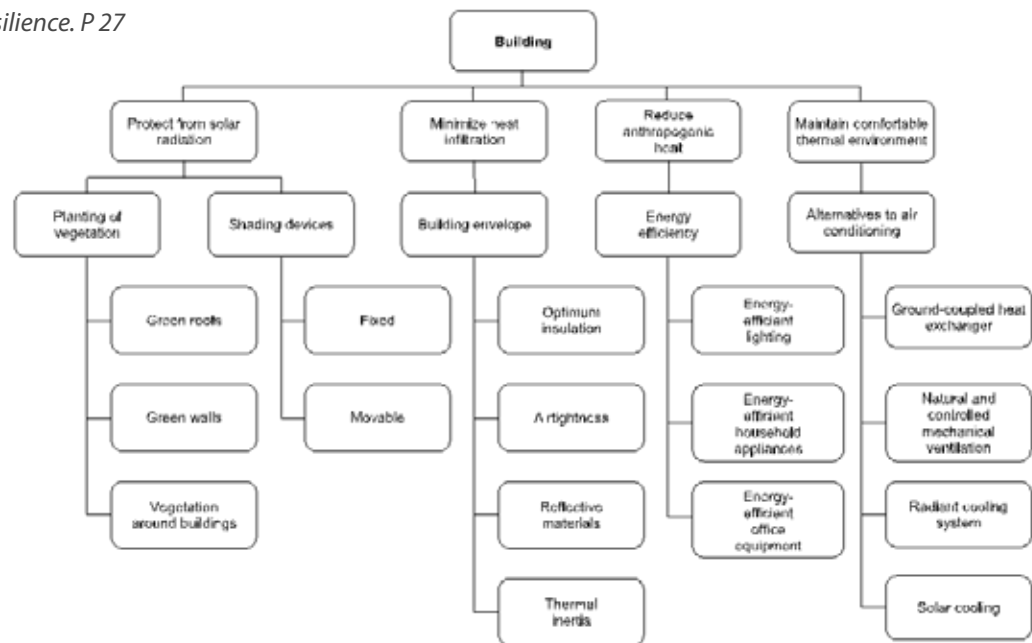 silience. P 27
Building
Protect from solar
radiation
Minimize heat
infiltration
Reduce
anthropogenic
heat
Maintain comfortable
thermal environment
Planting of
vegetation
Shading devices
Building envelope
Energy
efficiency
Alternatives to air
conditioning
Green roofs
Fixed
Optimum
insulation
Energy-
efficient
lighting
Ground-coupled heat
exchanger
Green walls
Movable
Airtightness
Energy-
efficient
household
appliances
Natural and
controlled
mechanical
ventilation
Vegetation
around buildings
Reflective
materials
Energy-
efficient
office
equipment
Radiant cooling
system
Thermal
inertia
Solar cooling